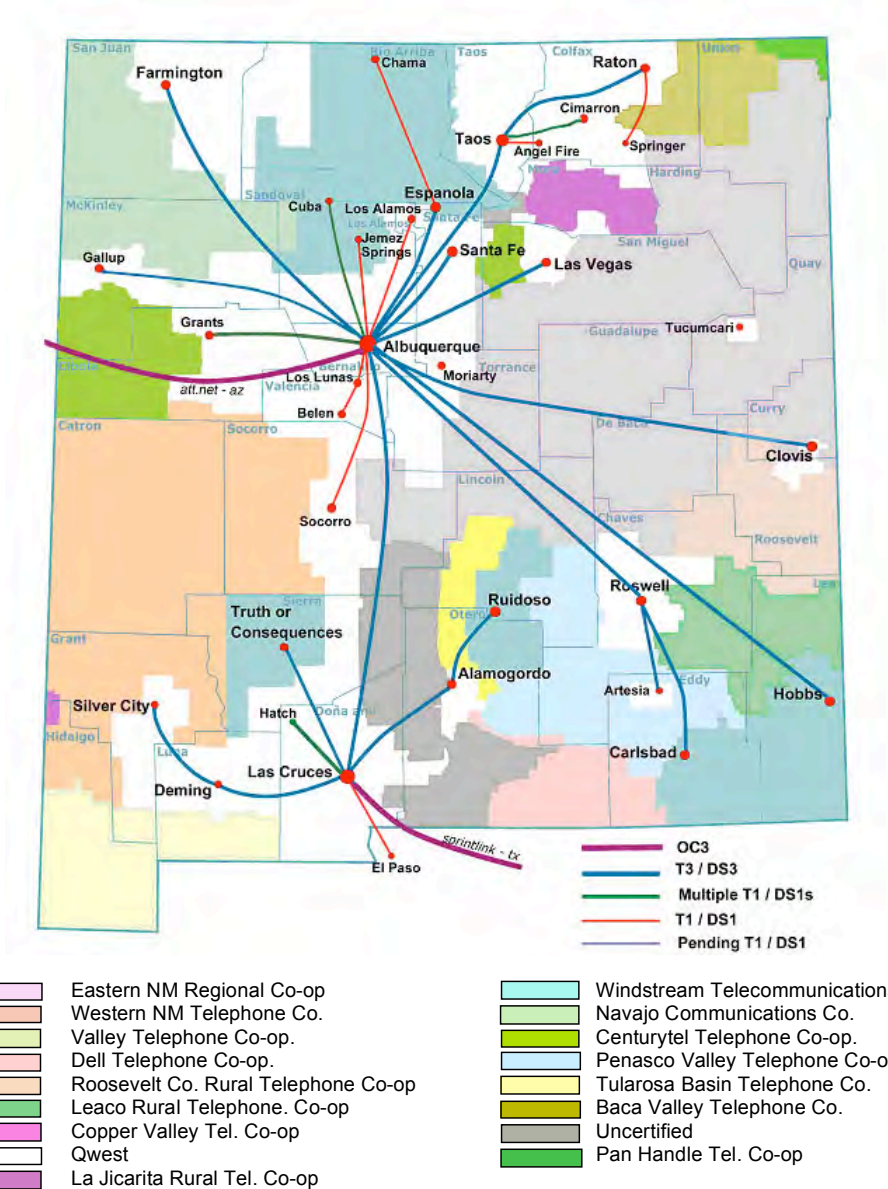 San Juan
Rio Arriba
Taos
Colfax
Union
Farmington
Chama
Raton
Cimarron
Taos
Angel Fire
Springer
Harding
McKinley
Sandoval
Cuba
Los Alamos
Espanola
Santa Fe
Los Alamos
Jemez
Springs
Santa Fe
San Miguel
Quay
Gallup
Las Vegas
Grants
Albuquerque
Guadalupe
Tucumcari
Cibola
Bernalillo
Torrance
att.net - az
Los Lunas
Valencia
Moriarty
Curry
Belen
De Baca
Catron
Socorro
Clovis
Lincoln
Socorro
Chaves
Roosevelt
Roswell
Lea
Sierra
Ruidoso
Truth or
Consequences
Otero
Grant
Alamogordo
Artesia
Eddy
Hobbs
Silver City
Hatch
Doña ana
Hidalgo
Luna
Las Cruces
Carlsbad
Deming
sprintlink - tx
El Paso
OC3
T3 / DS3
Multiple T1 / DS1s
T1 / DS1
Pending T1 / DS1
Eastern NM Regional Co-op
Western NM Telephone Co.
Valley Telephone Co-op.
Dell Telephone Co-op.
Roosevelt Co. Rural Telephone Co-op
Leaco Rural Telephone. Co-op
Copper Valley Tel. Co-op
Qwest
La Jicarita Rural Tel. Co-op
Windstream Telecommunication
Navajo Communications Co.
Centurytel Telephone Co-op.
Penasco Valley Telephone Co-o
Tularosa Basin Telephone Co.
Baca Valley Telephone Co.
Uncertified
Pan Handle Tel. Co-op